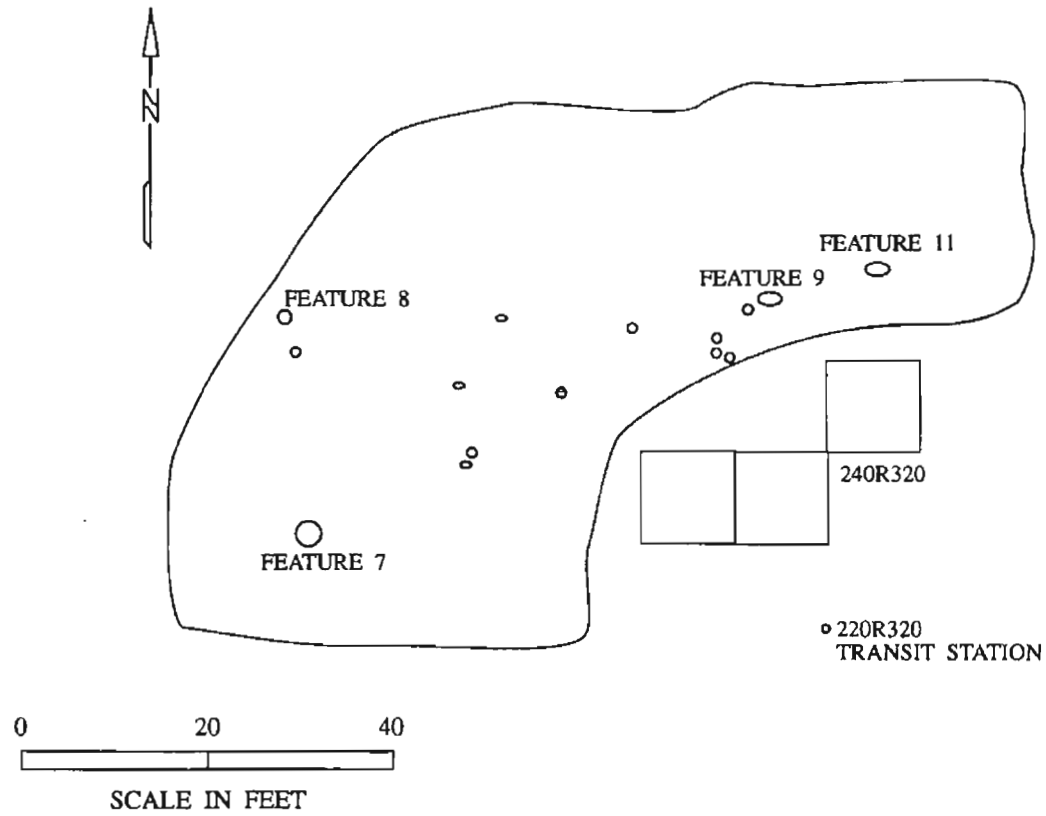 N
FEATURE 11
FEATURE 9
FEATURE 8
240R320
FEATURE 7
220R320
TRANSIT STATION
0 20 40
SCALE IN FEET